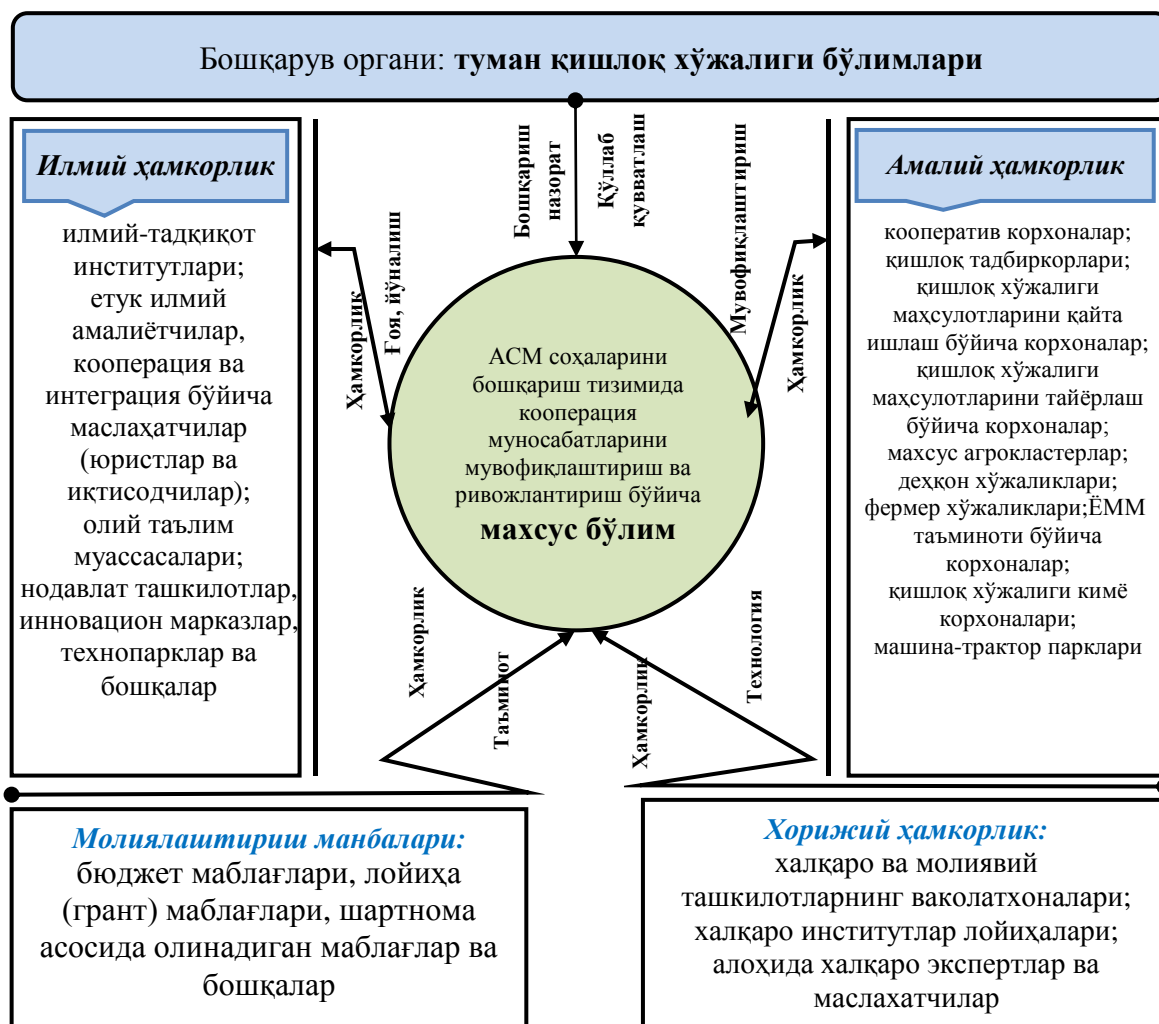 Бошқарув органи: туман қишлоқ хўжалиги бўлимлари
Илмий ҳамкорлик
илмий-тадқиқот
институтлари;
етук илмий
амалиётчилар,
кооперация ва
интеграция бўйича
маслаҳатчилар
(юристлар ва
иқтисодчилар);
олий таълим
муассасалари;
нодавлат ташкилотлар,
инновацион марказлар,
технопарклар ва
бошқалар
Ҳамкорлик
Ғоя, йўналиш
Бошқариш
назорат
Қўллаб
қувватлаш
Мувофиқлаштириш
Ҳамкорлик
АСМ соҳаларини
бошқариш тизимида
кооперация
муносабатларини
мувофиқлаштириш ва
ривожлантириш бўйича
махсус бўлим
Ҳамкорлик
Таъминот
Ҳамкорлик
Технология
Амалий ҳамкорлик
кооператив корхоналар;
қишлоқ тадбиркорлари;
қишлоқ хўжалиги
маҳсулотларини қайта
ишлаш бўйича корхоналар;
қишлоқ хўжалиги
маҳсулотларини тайёрлаш
бўйича корхоналар;
махсус агрокластерлар;
деҳқон хўжаликлари;
фермер хўжаликлари;ЁММ
таъминоти бўйича
корхоналар;
қишлоқ хўжалиги кимё
корхоналари;
машина-трактор парклари
Молиялаштириш манбалари:
бюджет маблағлари, лойиҳа
(грант) маблағлари, шартнома
асосида олинадиган маблағлар ва
бошқалар
Хорижий ҳамкорлик:
халқаро ва молиявий
ташкилотларнинг ваколатхоналари;
халқаро институтлар лойиҳалари;
алоҳида халқаро экспертлар ва
маслахатчилар